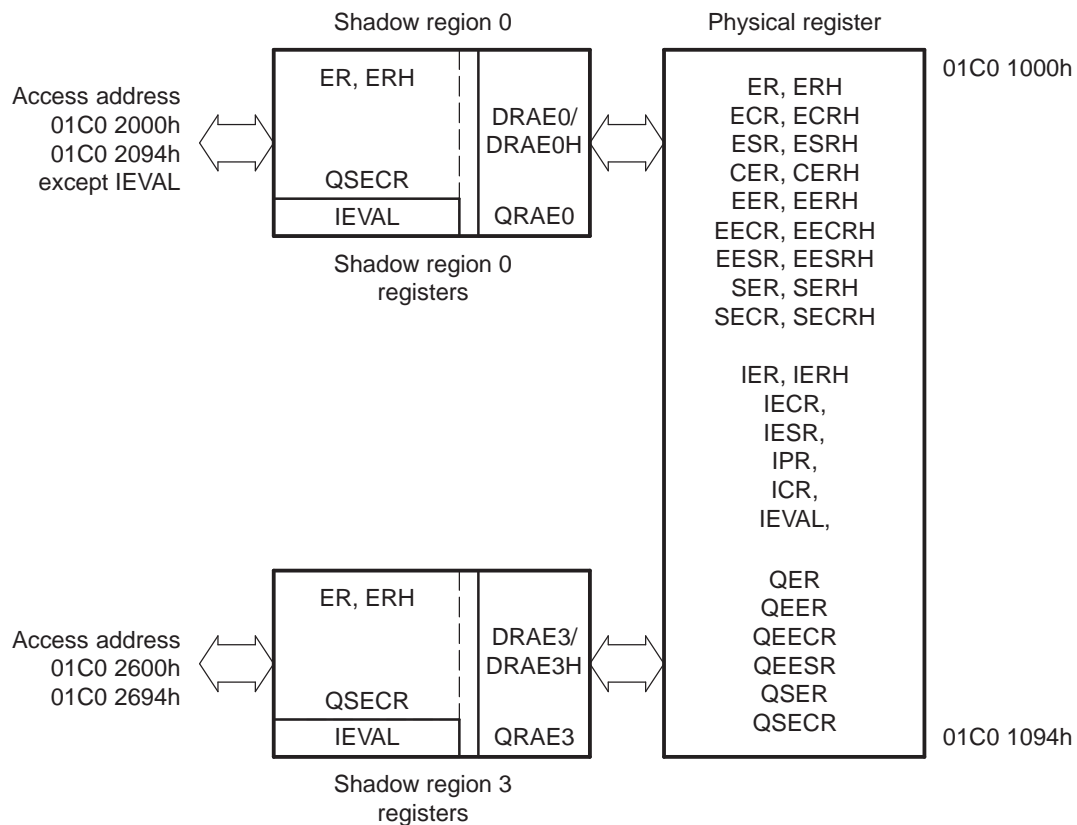 Shadow region 0
Access address
01C0 2000h
01C0 2094h
except IEVAL
ER, ERH
QSECR
IEVAL
DRAE0/
DRAE0H
QRAE0
Shadow region 0
registers
Physical register
01C0 1000h
ER, ERH
ECR, ECRH
ESR, ESRH
CER, CERH
EER, EERH
EECR, EECRH
EESR, EESRH
SER, SERH
SECR, SECRH
IER, IERH
IECR,
IESR,
IPR,
ICR,
IEVAL,
QER
QEER
QEECR
QEESR
QSER
QSECR
01C0 1094h
Access address
01C0 2600h
01C0 2694h
ER, ERH
QSECR
IEVAL
DRAE3/
DRAE3H
QRAE3
Shadow region 3
registers